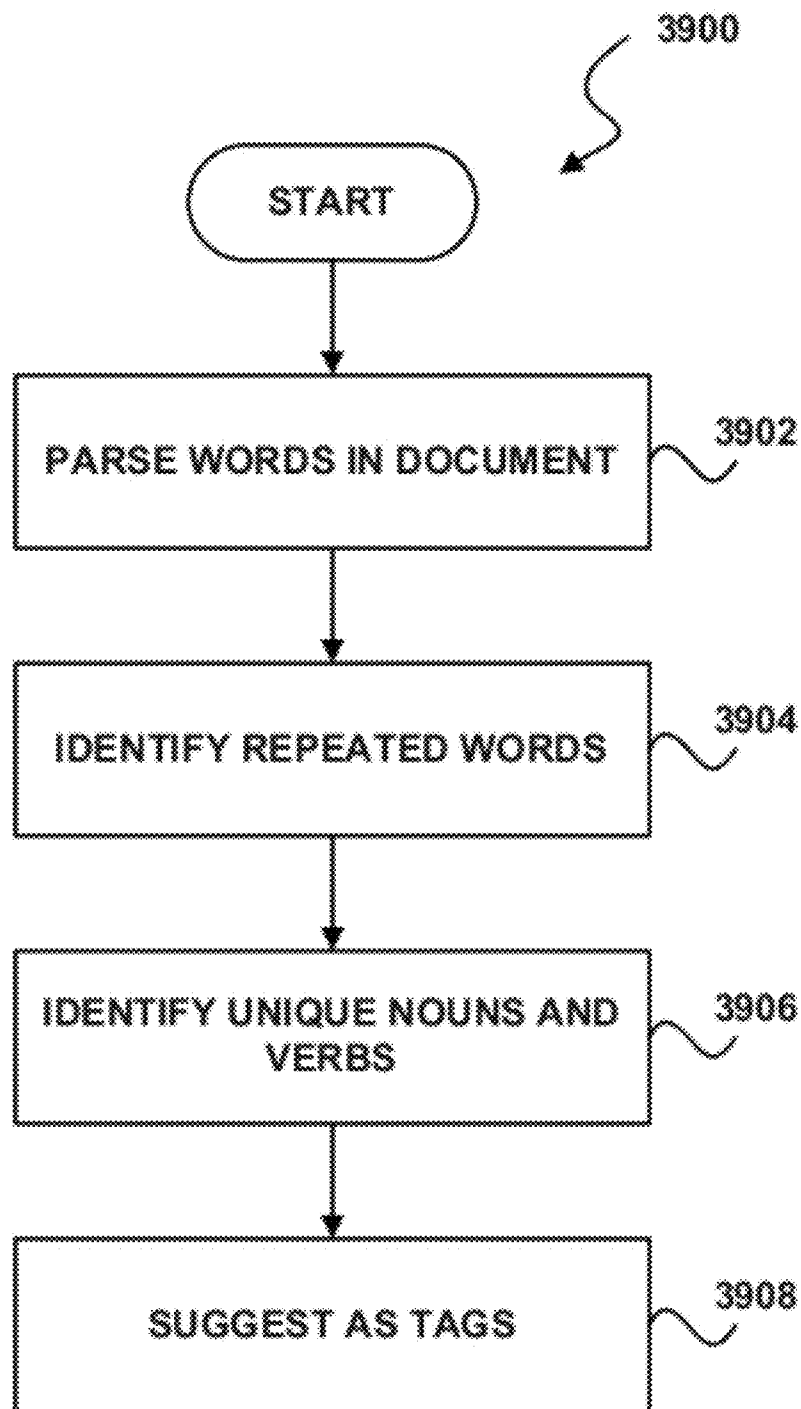 3900
START
PARSE WORDS IN DOCUMENT
3902
IDENTIFY REPEATED WORDS
3904
IDENTIFY UNIQUE NOUNS AND
VERBS
3906
SUGGEST AS TAGS
3908